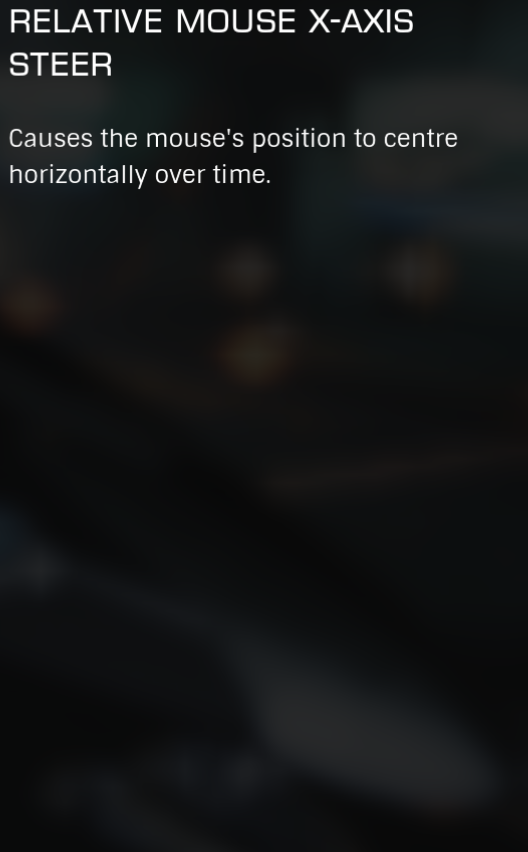 RELATIVE MOUSE X-AXIS
STEER
Causes the mouse's position to centre
horizontally over time.